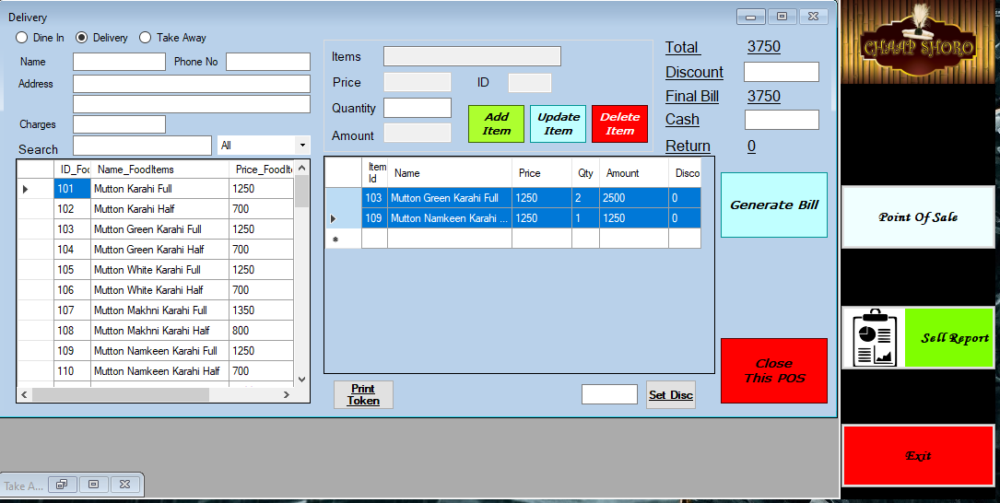 Delivery
Dine In Delivery Take Away
Name Phone No
Address
Charges
Search All
ID_Foo Name_FoodItems Price_FoodIt
101 Mutton Karahi Full 1250
102 Mutton Karahi Half 700
103 Mutton Green Karahi Full 1250
104 Mutton Green Karahi Half 700
105 Mutton White Karahi Full 1250
106 Mutton White Karahi Half 700
107 Mutton Makhni Karahi Full 1350
108 Mutton Makhni Karahi Half 800
109 Mutton Namkeen Karahi Full 1250
110 Mutton Namkeen Karahi Half 700
Items
Price ID
Quantity
Amount
Add
Item
Update
Item
Delete
Item
Item
Id Name Price Qty Amount Disco
103 Mutton Green Karahi Full 1250 2 2500 0
109 Mutton Namkeen Karahi ... 1250 1 1250 0
Print
Token
Set Disc
Total 3750
Discount
Final Bill 3750
Cash
Return 0
Generate Bill
Close
This POS
CHAAP SHORO
Point Of Sale
Sell Report
Exit
Take A...